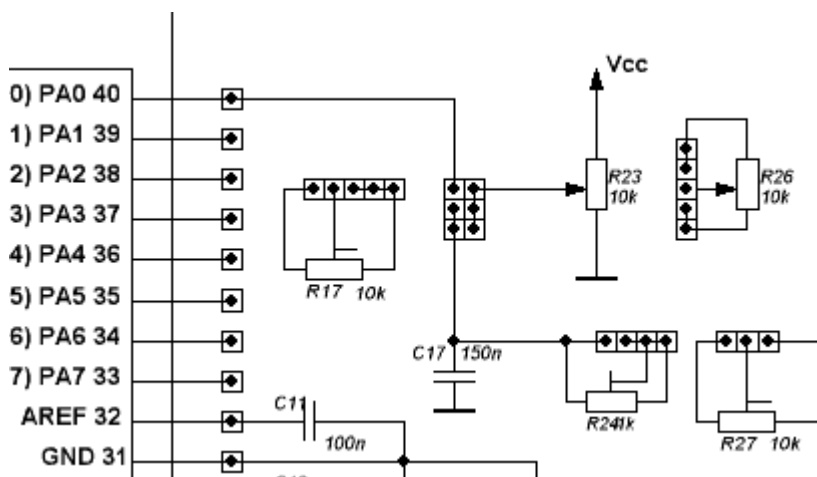 Vcc
0) PA0 40
1) PA1 39
2) PA2 38
3) PA3 37
4) PA4 36
5) PA5 35
6) PA6 34
7) PA7 33
AREF 32
GND 31
R23
10k
R26
10k
R17 10k
C17 150n
R241k
R27 10k
C11
100n